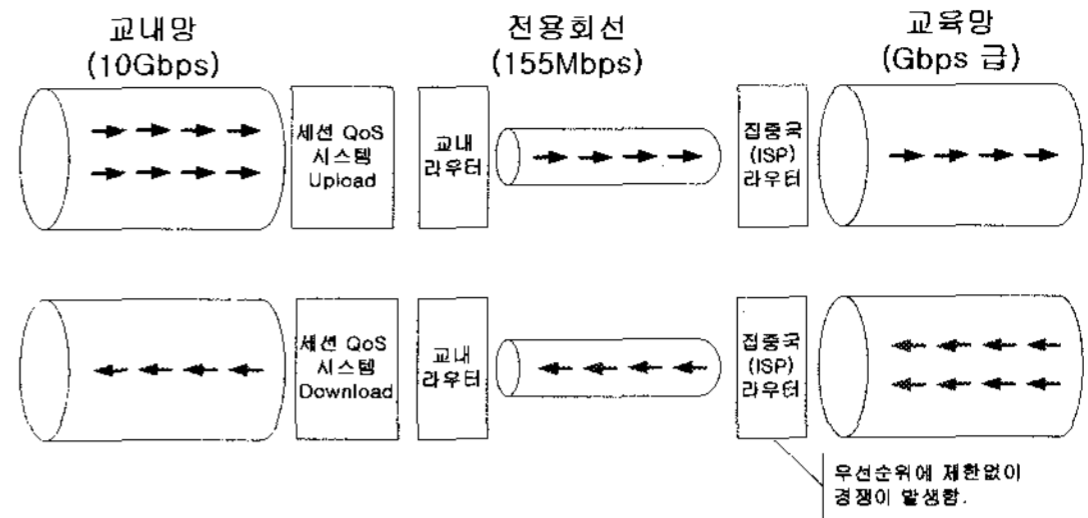 교내망
(10Gbps)
전용회선
(155Mbps)
교육망
(Gbps 급)
세션 QoS
시스템
Upload
교내
라우터
집중국
(ISP)
라우터
세션 QoS
시스템
Download
교내
라우터
집중국
(ISP)
라우터
우선순위에 제한없이
경쟁이 발생함.